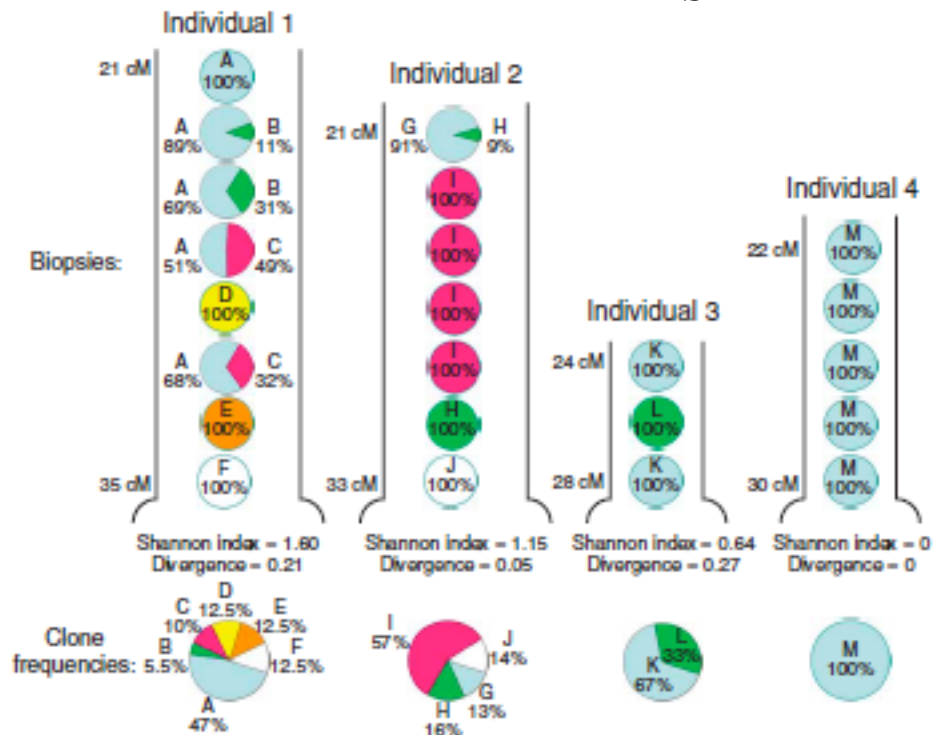 Individual 1
21 cM
A
100%
A
89%
B
11%
A
69%
B
31%
Biopsies:
A
51%
C
49%
D
100%
A
68%
C
32%
E
100%
35 cM
F
100%
Shannon index = 1.60
Divergence = 0.21
Individual 2
21 cM
G
91%
H
9%
I
100%
I
100%
I
100%
I
100%
H
100%
33 cM
J
100%
Shannon index = 1.15
Divergence = 0.05
Individual 3
24 cM
K
100%
L
100%
28 cM
K
100%
Shannon index = 0.64
Divergence = 0.27
Individual 4
22 cM
M
100%
M
100%
M
100%
M
100%
30 cM
M
100%
Shannon index = 0
Divergence = 0
Clone
frequencies:
D
12.5%
C
10%
E
12.5%
B
5.5%
F
12.5%
A
47%
I
57%
J
14%
G
13%
H
16%
L
33%
K
67%
M
100%